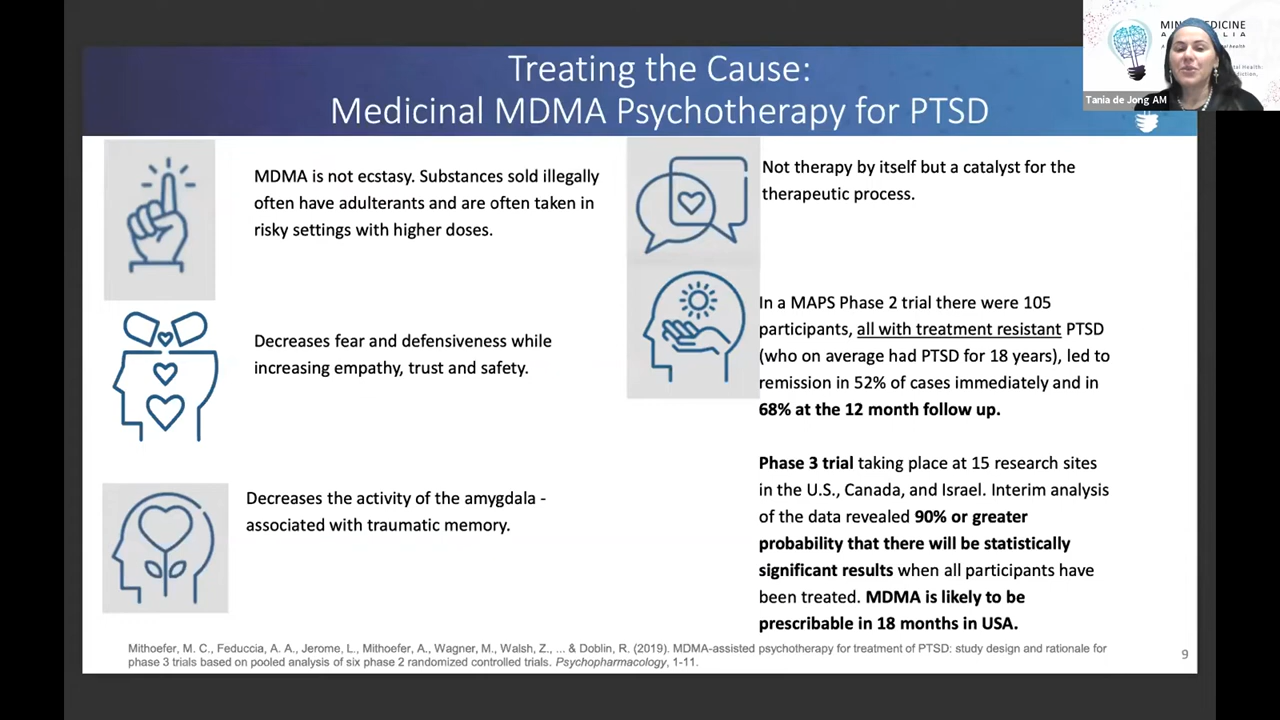 Treating the Cause:
Medicinal MDMA Psychotherapy for PTSD
MDMA is not ecstasy. Substances sold illegally
often have adulterants and are often taken in
risky settings with higher doses.
Decreases fear and defensiveness while
increasing empathy, trust and safety.
Decreases the activity of the amygdala -
associated with traumatic memory.
Not therapy by itself but a catalyst for the
therapeutic process.
In a MAPS Phase 2 trial there were 105
participants, all with treatment resistant PTSD
(who on average had PTSD for 18 years), led to
remission in 52% of cases immediately and in
68% at the 12 month follow up.
Phase 3 trial taking place at 15 research sites
in the U.S., Canada, and Israel. Interim analysis
of the data revealed 90% or greater
probability that there will be statistically
significant results when all participants have
been treated. MDMA is likely to be
prescribable in 18 months in USA.
Mithoefer, M. C., Feduccia, A. A., Jerome, L., Mithoefer, A., Wagner, M., Walsh, Z., ... & Doblin, R. (2019). MDMA-assisted psychotherapy for treatment of PTSD: study design and rationale for
phase 3 trials based on pooled analysis of six phase 2 randomized controlled trials. Psychopharmacology, 1-11.
9
Tania de Jong AM